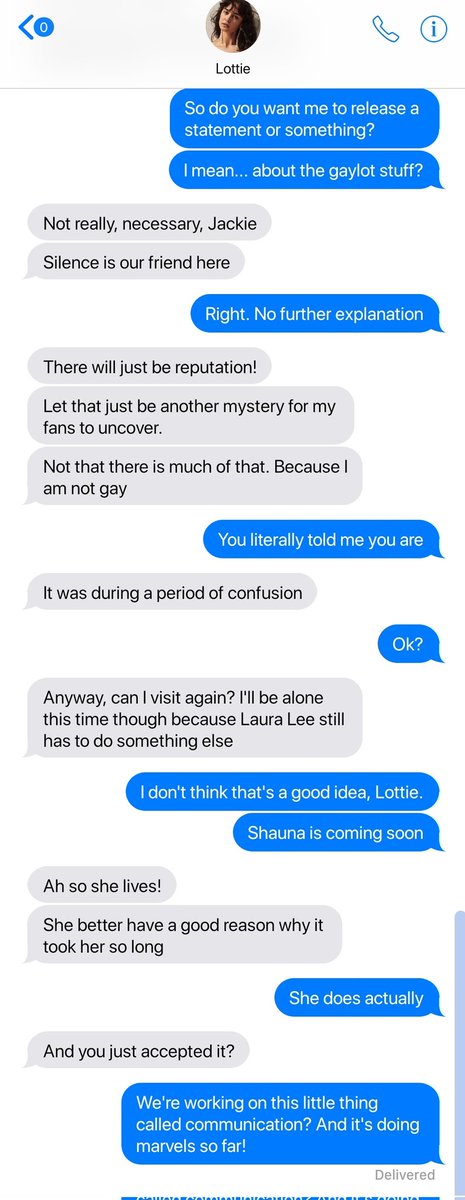 0
Lottie
So do you want me to release a
statement or something?
I mean... about the gaylot stuff?
Not really, necessary, Jackie
Silence is our friend here
Right. No further explanation
There will just be reputation!
Let that just be another mystery for my
fans to uncover.
Not that there is much of that. Because I
am not gay
You literally told me you are
It was during a period of confusion
Ok?
Anyway, can I visit again? I'll be alone
this time though because Laura Lee still
has to do something else
I don't think that's a good idea, Lottie.
Shauna is coming soon
Ah so she lives!
She better have a good reason why it
took her so long
She does actually
And you just accepted it?
We're working on this little thing
called communication? And it's doing
marvels so far!
Delivered
called communication? And it's doing